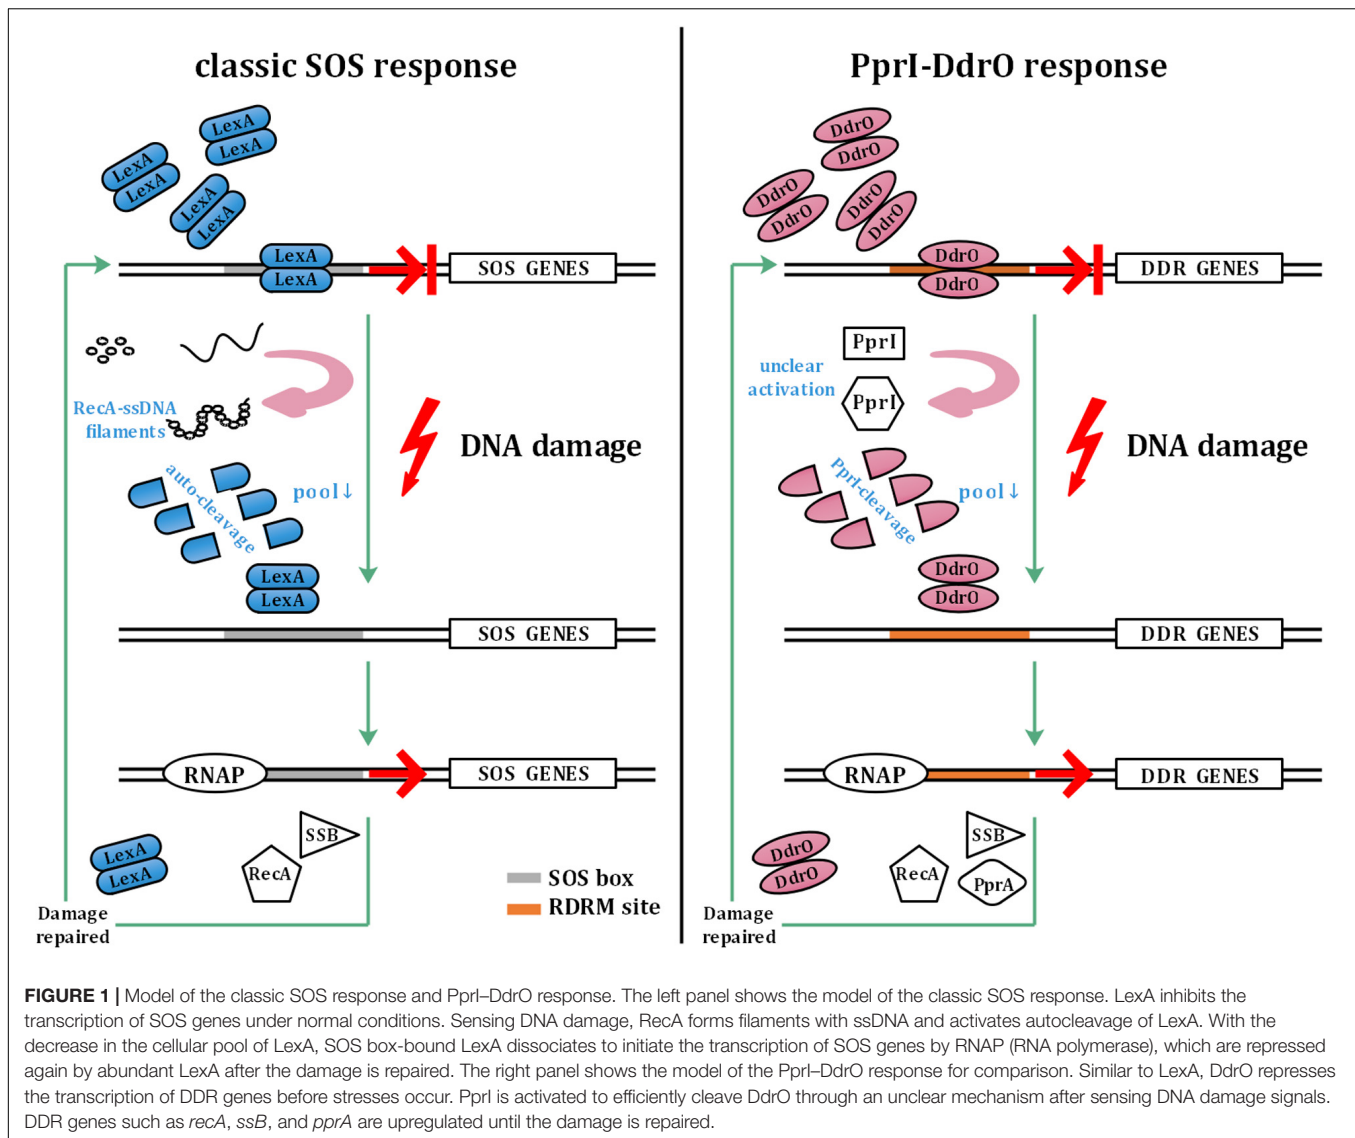 classic SOS response
LexA
LexA
LexA
LexA
LexA
LexA
LexA
LexA
SOS GENES
RecA-ssDNA
filaments
DNA damage
auto-cleavage
pool↓
LexA
LexA
SOS GENES
RNAP
SOS GENES
LexA
LexA
SSB
RecA
SOS box
RDRM site
Damage
repaired
PprI-DdrO response
DdrO
DdrO
DdrO
DdrO
DdrO
DdrO
DdrO
DdrO
DDR GENES
PprI
unclear
activation
PprI
DNA damage
PprI-cleavage
pool↓
DdrO
DdrO
DDR GENES
RNAP
DDR GENES
DdrO
DdrO
SSB
RecA
PprA
Damage
repaired
FIGURE 1 | Model of the classic SOS response and PprI–DdrO response. The left panel shows the model of the classic SOS response. LexA inhibits the
transcription of SOS genes under normal conditions. Sensing DNA damage, RecA forms filaments with ssDNA and activates autocleavage of LexA. With the
decrease in the cellular pool of LexA, SOS box-bound LexA dissociates to initiate the transcription of SOS genes by RNAP (RNA polymerase), which are repressed
again by abundant LexA after the damage is repaired. The right panel shows the model of the PprI–DdrO response for comparison. Similar to LexA, DdrO represses
the transcription of DDR genes before stresses occur. PprI is activated to efficiently cleave DdrO through an unclear mechanism after sensing DNA damage signals.
DDR genes such as recA, ssB, and pprA are upregulated until the damage is repaired.